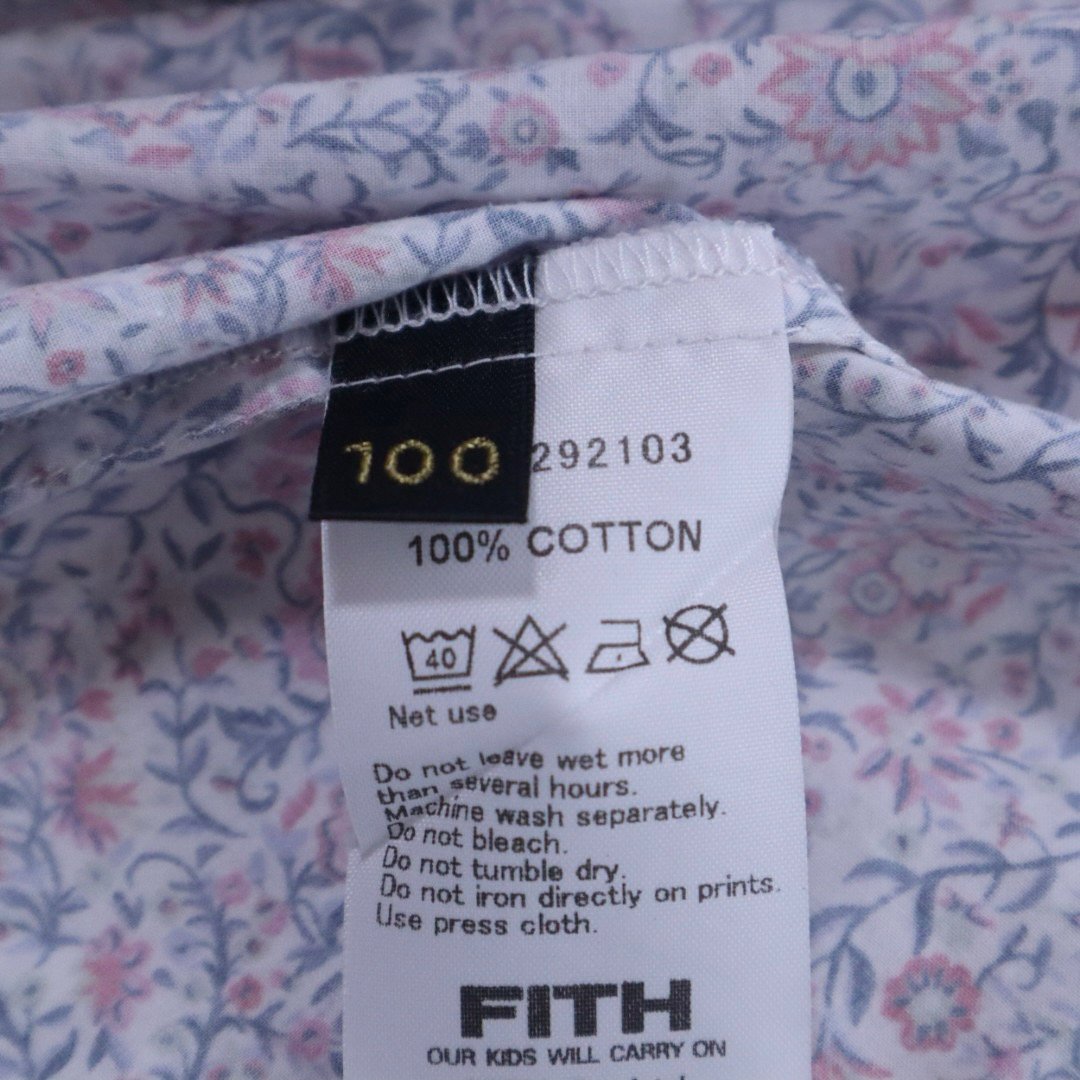 100
292103
100% COTTON
40
Net use
Do not leave wet more
than several hours.
Machine wash separately.
Do not bleach.
Do not tumble dry.
Do not iron directly on prints.
Use press cloth.
FITH
OUR KIDS WILL CARRY ON